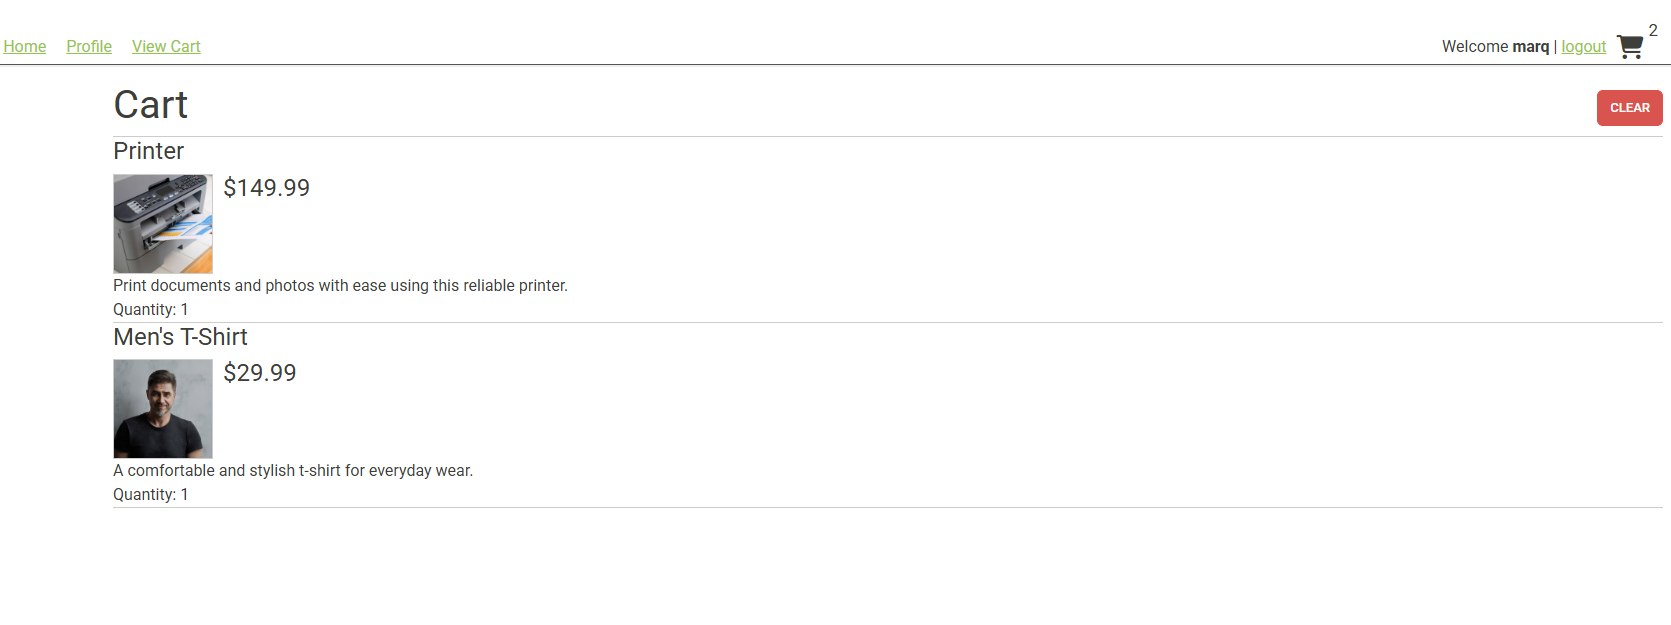 Home Profile View Cart Welcome marq | logout 2
Cart CLEAR
Printer
$149.99
Print documents and photos with ease using this reliable printer.
Quantity: 1
Men's T-Shirt
$29.99
A comfortable and stylish t-shirt for everyday wear.
Quantity: 1